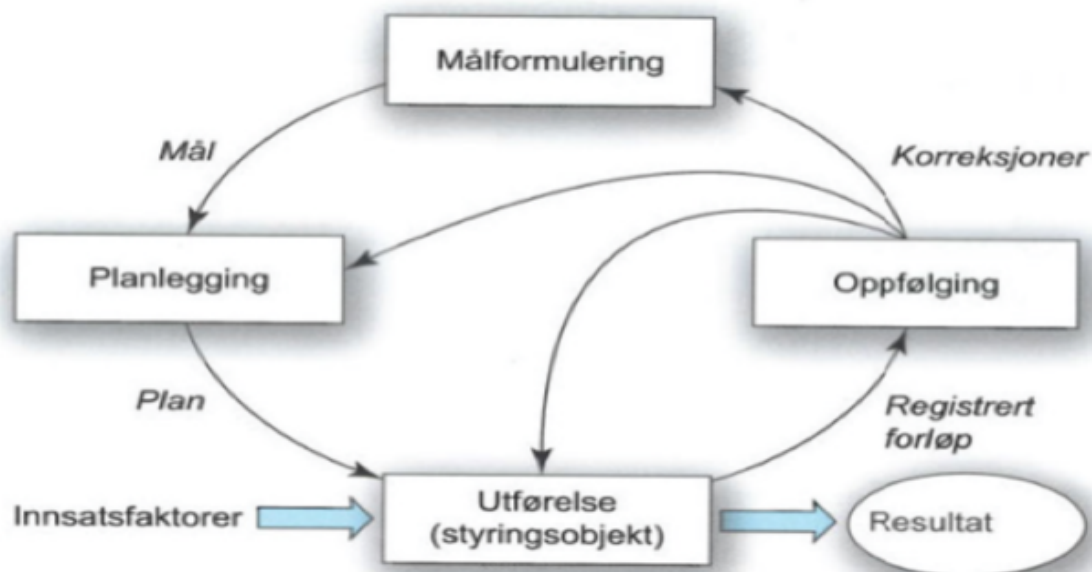 Målformulering
Mål
Korreksjoner
Planlegging
Oppfølging
Plan
Registrert
forløp
Innsatsfaktorer
Utførelse
(styringsobjekt)
Resultat